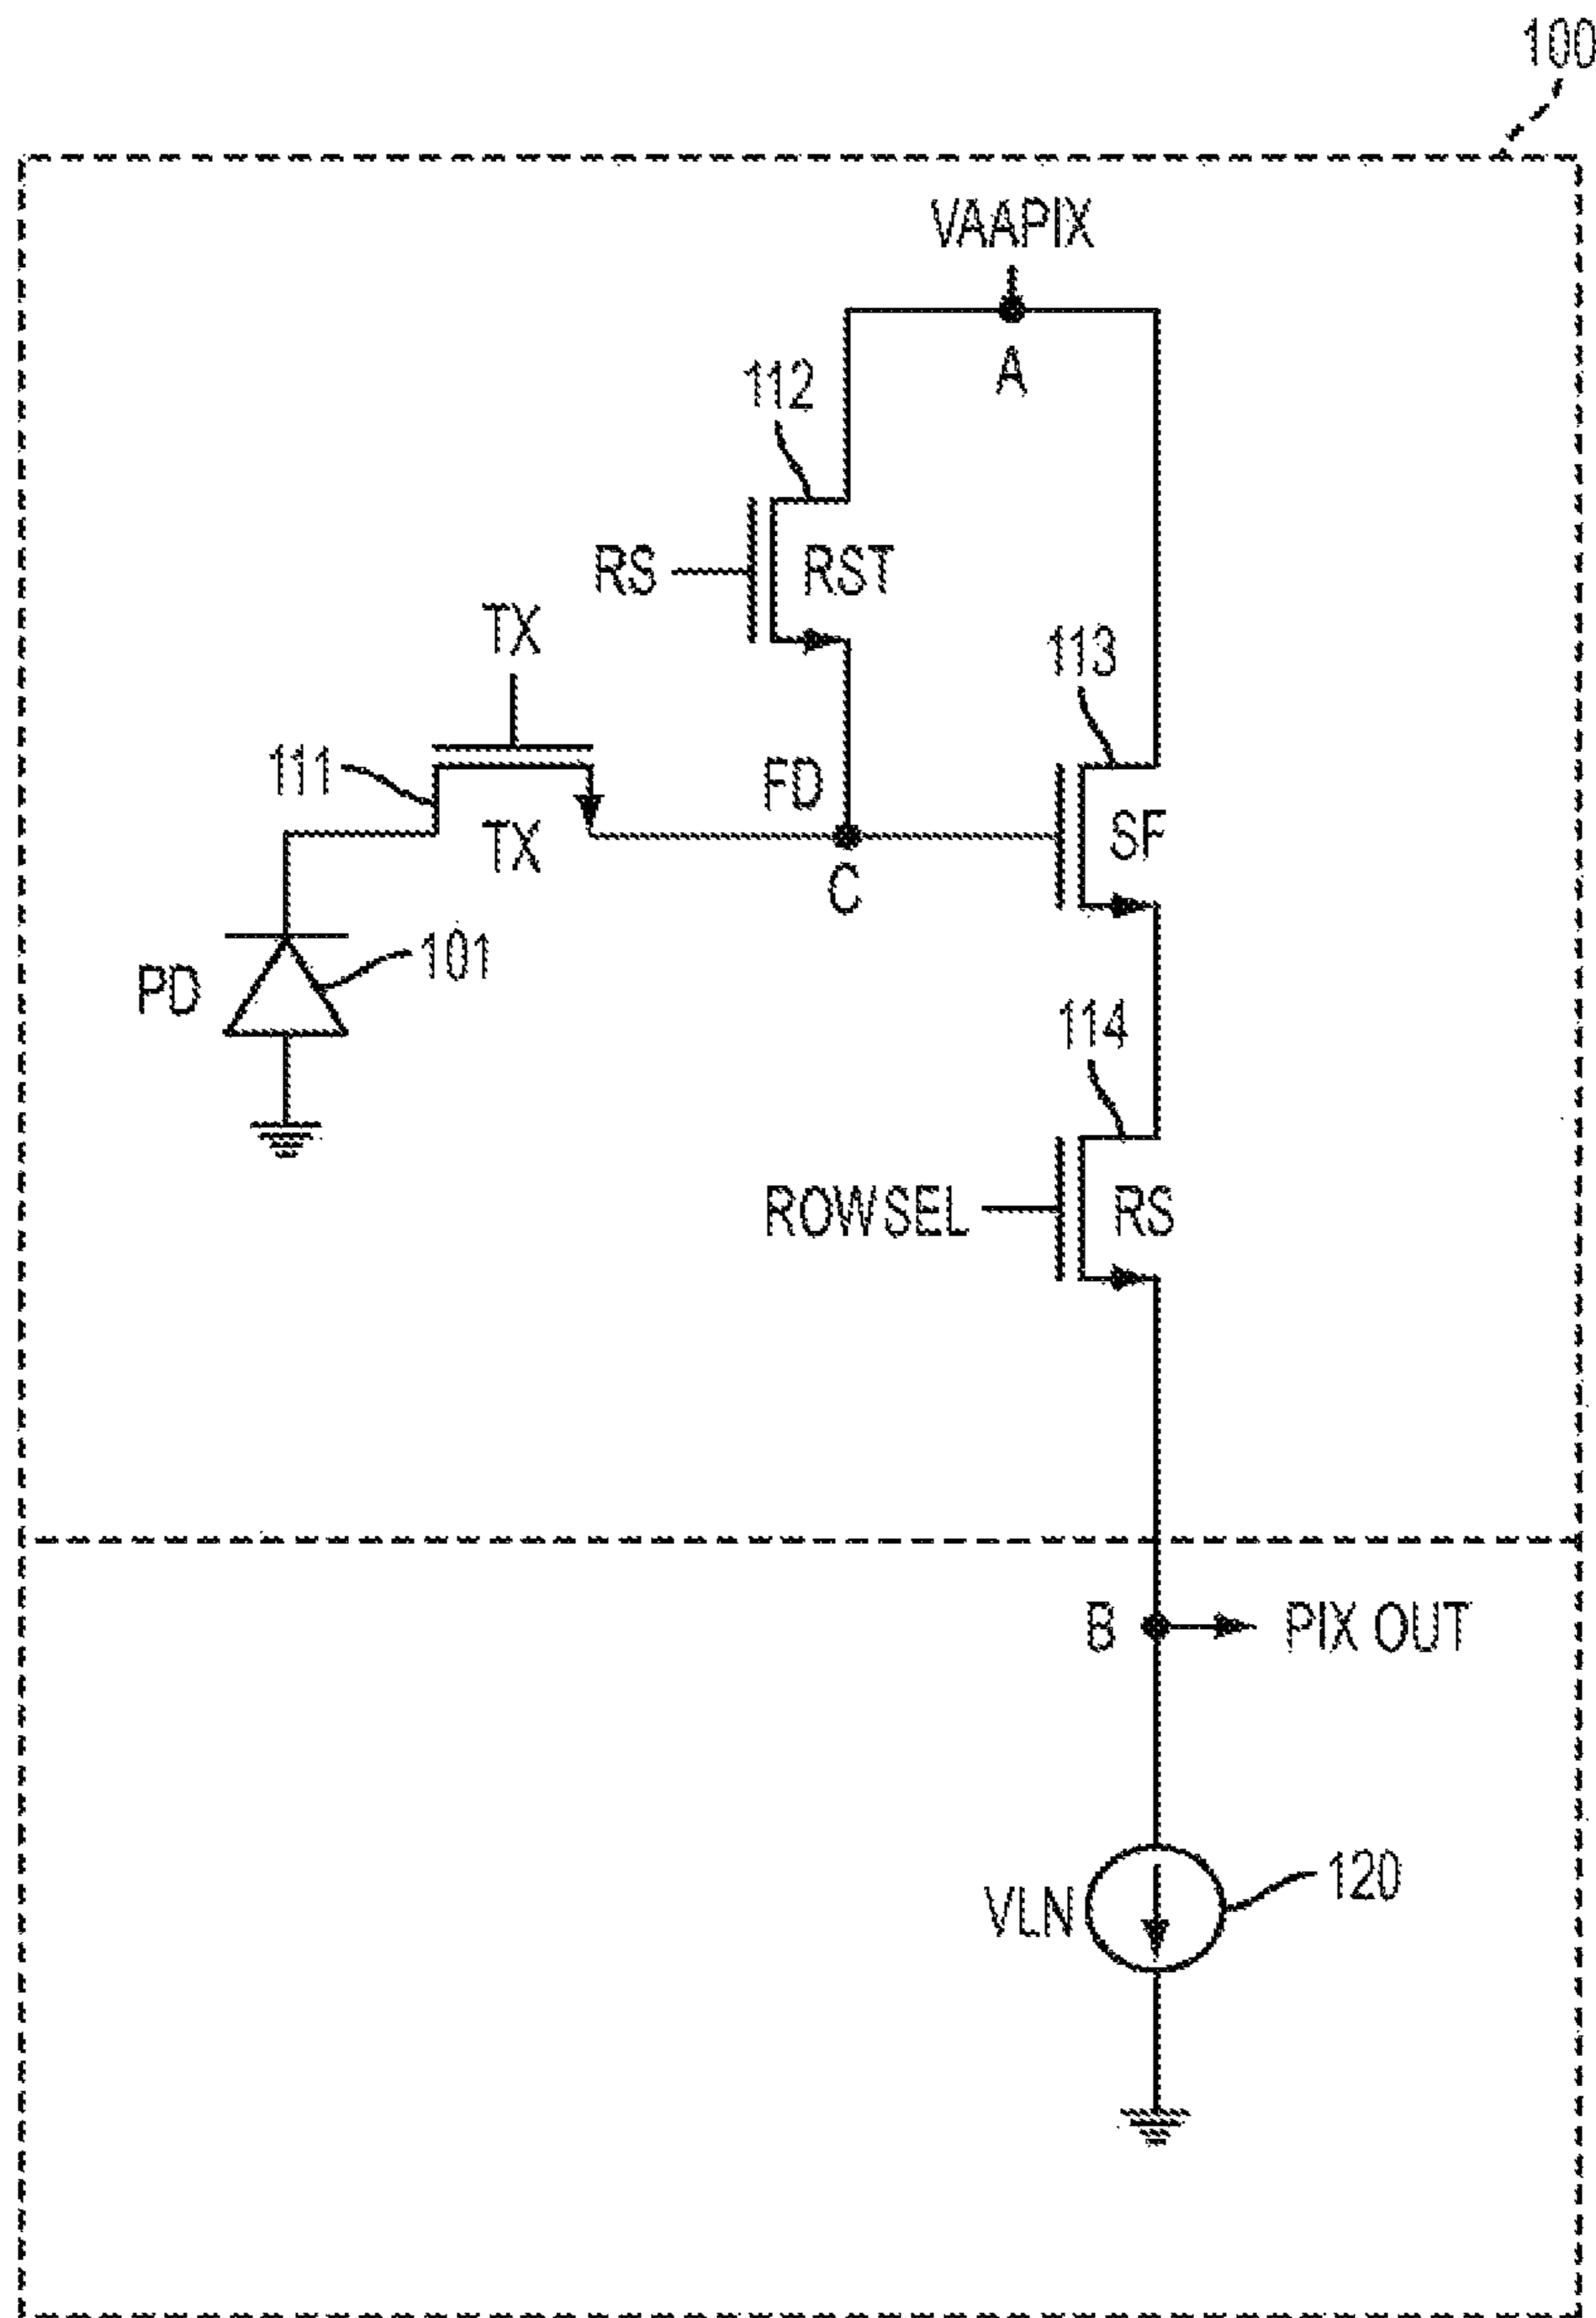 100
VAAPIX
A
112
RS
RST
TX
113
111
FD
TX
SF
C
101
PD
114
ROWSEL
RS
B
PIX OUT
VLN
120